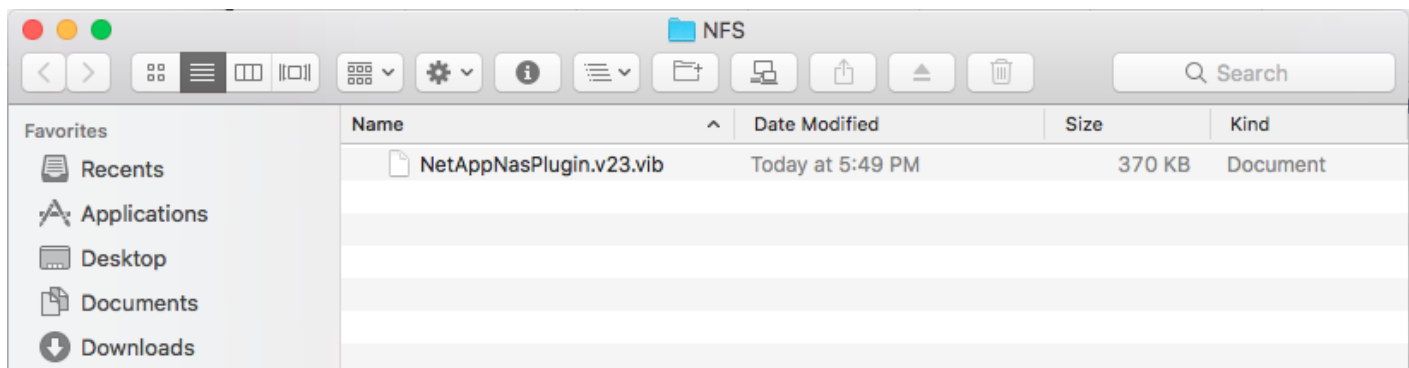 NFS
Search
Favorites
Recents
Applications
Desktop
Documents
Downloads
Name Date Modified Size Kind
NetAppNasPlugin.v23.vib Today at 5:49 PM 370 KB Document